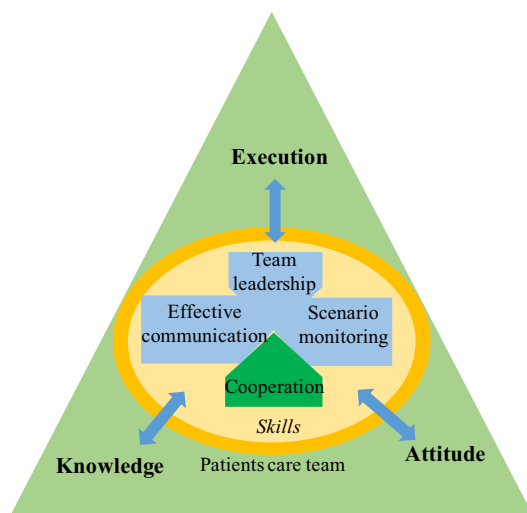 Execution
Team
leadership
Effective
communication
Scenario
monitoring
Cooperation
Skills
Knowledge
Patients care team
Attitude